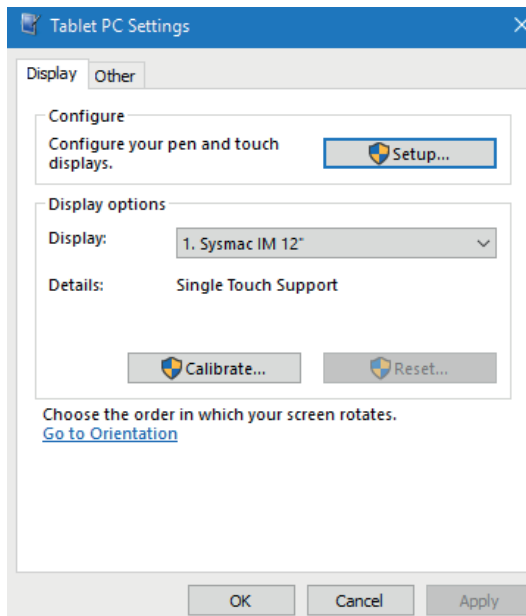 Tablet PC Settings
Display
Other
Configure
Configure your pen and touch
displays.
Setup...
Display options
Display:
1. Sysmac IM 12"
Details:
Single Touch Support
Calibrate...
Reset...
Choose the order in which your screen rotates.
Go to Orientation
OK
Cancel
Apply